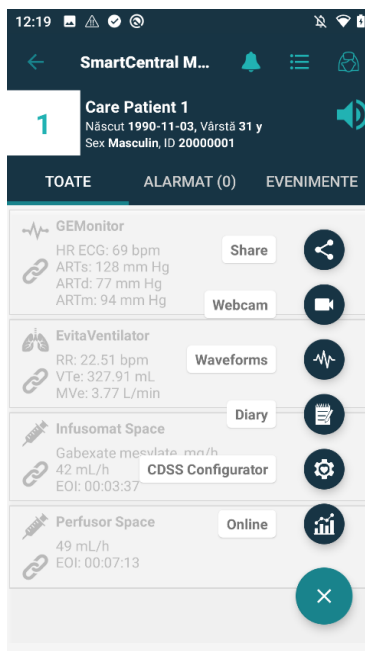 12:19
SmartCentral M...
1
Care Patient 1
Născut 1990-11-03, Vârstă 31 y
Sex Masculin, ID 20000001
TOATE
ALARMAT (0)
EVENIMENTE
GEMonitor
HR ECG: 69 bpm
ARTs: 128 mm Hg
ARTd: 77 mm Hg
ARTm: 94 mm Hg
Share
Webcam
EvitaVentilator
RR: 22.51 bpm
VTe: 327.91 mL
MVe: 3.77 L/min
Waveforms
Diary
Infusomat Space
Gabexate mesylate, mg/h
42 mL/h
EOI: 00:03:37
CDSS Configurator
Perfusor Space
49 mL/h
EOI: 00:07:13
Online